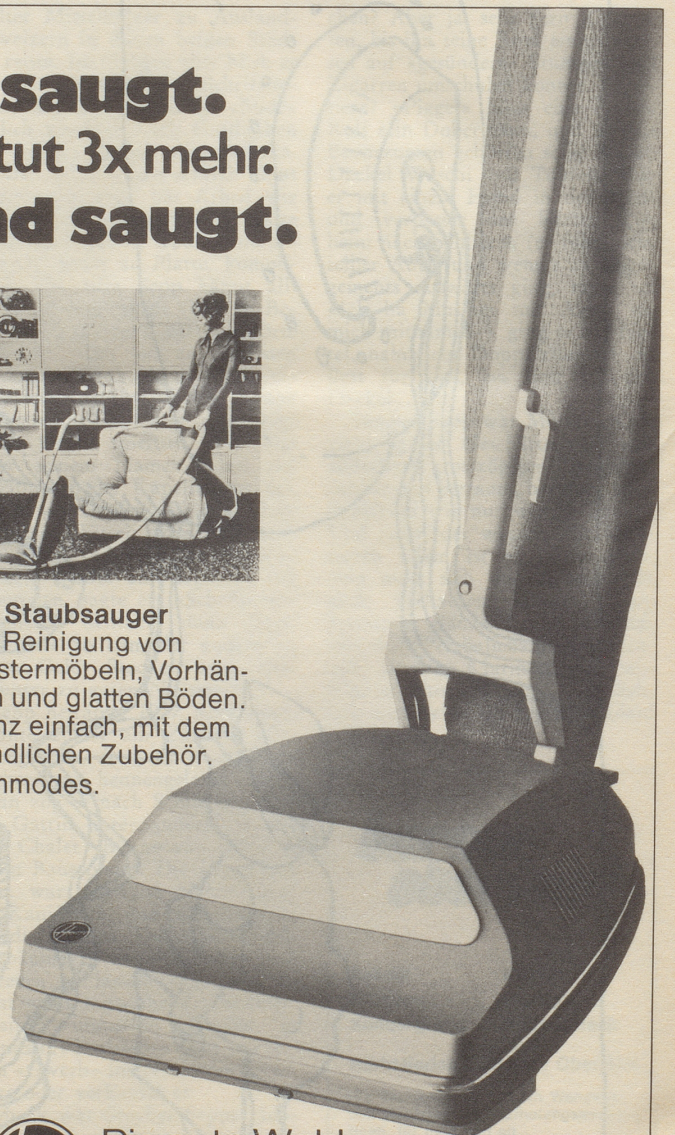 saugt.
tut 3x mehr.
nd saugt.
Staubsauger
Reinigung von
stermöbeln, Vorhän-
n und glatten Böden.
nz einfach, mit dem
ndlichen Zubehör.
mmodes.